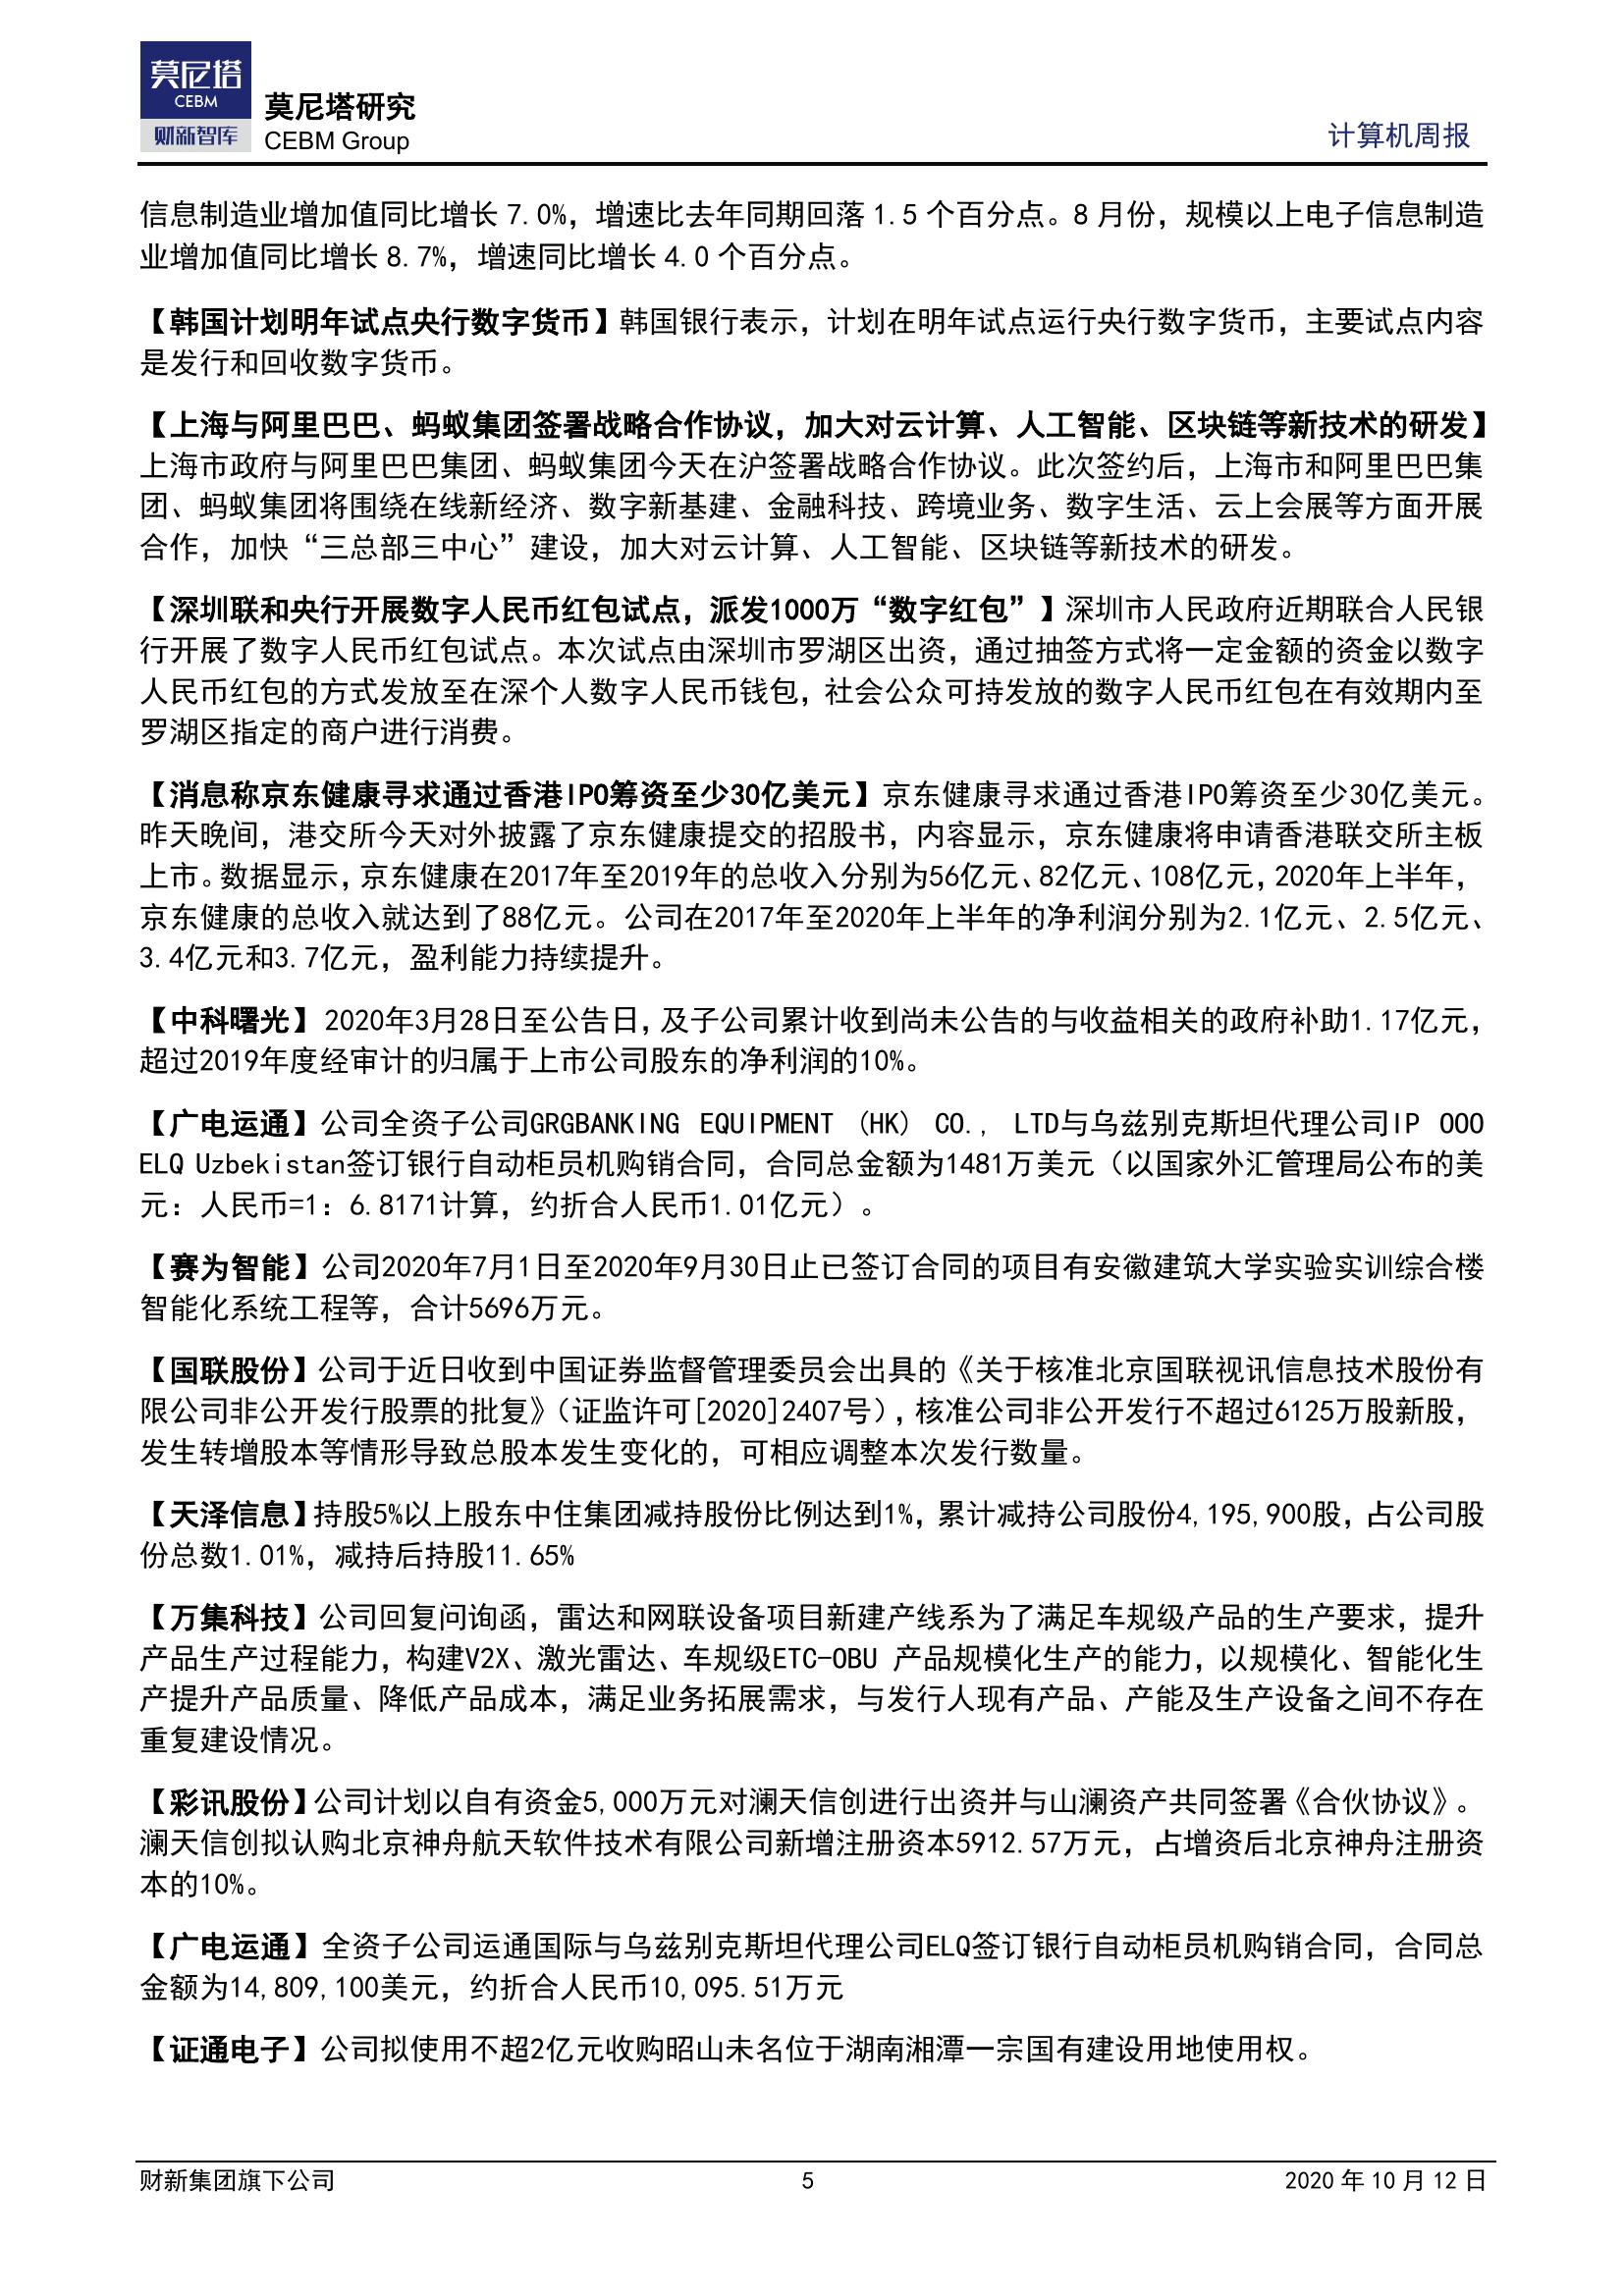 莫尼塔
CEBM
财新智库
莫尼塔研究
CEBM Group
计算机周报
信息制造业增加值同比增长 7.0%，增速比去年同期回落 1.5 个百分点。8 月份，规模以上电子信息制造
业增加值同比增长 8.7%，增速同比增长 4.0 个百分点。
【韩国计划明年试点央行数字货币】韩国银行表示，计划在明年试点运行央行数字货币，主要试点内容
是发行和回收数字货币。
【上海与阿里巴巴、蚂蚁集团签署战略合作协议，加大对云计算、人工智能、区块链等新技术的研发】
上海市政府与阿里巴巴集团、蚂蚁集团今天在沪签署战略合作协议。此次签约后，上海市和阿里巴巴集
团、蚂蚁集团将围绕在线新经济、数字新基建、金融科技、跨境业务、数字生活、云上会展等方面开展
合作，加快“三总部三中心”建设，加大对云计算、人工智能、区块链等新技术的研发。
【深圳联和央行开展数字人民币红包试点，派发1000万“数字红包”】深圳市人民政府近期联合人民银
行开展了数字人民币红包试点。本次试点由深圳市罗湖区出资，通过抽签方式将一定金额的资金以数字
人民币红包的方式发放至在深个人数字人民币钱包，社会公众可持发放的数字人民币红包在有效期内至
罗湖区指定的商户进行消费。
【消息称京东健康寻求通过香港IPO筹资至少30亿美元】京东健康寻求通过香港IPO筹资至少30亿美元。
昨天晚间，港交所今天对外披露了京东健康提交的招股书，内容显示，京东健康将申请香港联交所主板
上市。数据显示，京东健康在2017年至2019年的总收入分别为56亿元、82亿元、108亿元，2020年上半年，
京东健康的总收入就达到了88亿元。公司在2017年至2020年上半年的净利润分别为2.1亿元、2.5亿元、
3.4亿元和3.7亿元，盈利能力持续提升。
【中科曙光】2020年3月28日至公告日，及子公司累计收到尚未公告的与收益相关的政府补助1.17亿元，
超过2019年度经审计的归属于上市公司股东的净利润的10%。
【广电运通】公司全资子公司GRGBANKING EQUIPMENT (HK) CO., LTD与乌兹别克斯坦代理公司IP OOO
ELQ Uzbekistan签订银行自动柜员机购销合同，合同总金额为1481万美元（以国家外汇管理局公布的美
元：人民币=1：6.8171计算，约折合人民币1.01亿元）。
【赛为智能】公司2020年7月1日至2020年9月30日止已签订合同的项目有安徽建筑大学实验实训综合楼
智能化系统工程等，合计5696万元。
【国联股份】公司于近日收到中国证券监督管理委员会出具的《关于核准北京国联视讯信息技术股份有
限公司非公开发行股票的批复》（证监许可[2020]2407号），核准公司非公开发行不超过6125万股新股，
发生转增股本等情形导致总股本发生变化的，可相应调整本次发行数量。
【天泽信息】持股5%以上股东中住集团减持股份比例达到1%，累计减持公司股份4,195,900股，占公司股
份总数1.01%，减持后持股11.65%
【万集科技】公司回复问询函，雷达和网联设备项目新建产线系为了满足车规级产品的生产要求，提升
产品生产过程能力，构建V2X、激光雷达、车规级ETC-OBU 产品规模化生产的能力，以规模化、智能化生
产提升产品质量、降低产品成本，满足业务拓展需求，与发行人现有产品、产能及生产设备之间不存在
重复建设情况。
【彩讯股份】公司计划以自有资金5,000万元对澜天信创进行出资并与山澜资产共同签署《合伙协议》。
澜天信创拟认购北京神舟航天软件技术有限公司新增注册资本5912.57万元，占增资后北京神舟注册资
本的10%。
【广电运通】全资子公司运通国际与乌兹别克斯坦代理公司ELQ签订银行自动柜员机购销合同，合同总
金额为14,809,100美元，约折合人民币10,095.51万元
【证通电子】公司拟使用不超2亿元收购昭山未名位于湖南湘潭一宗国有建设用地使用权。
财新集团旗下公司
5
2020 年 10 月 12 日